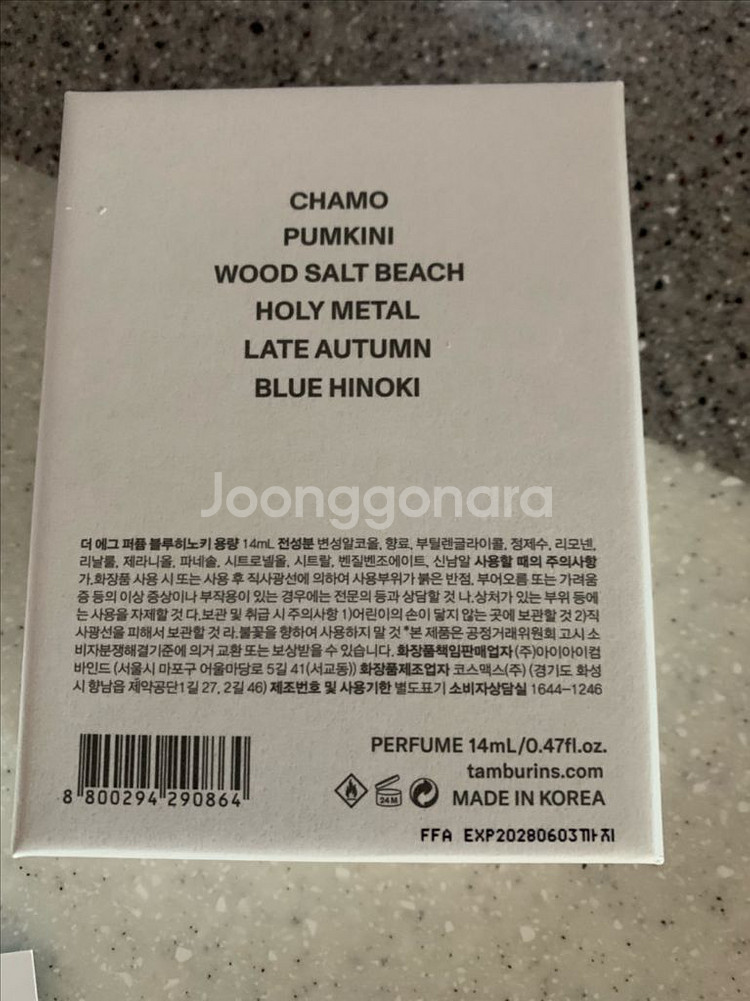 CHAMO
PUMKINI
WOOD SALT BEACH
HOLY METAL
LATE AUTUMN
BLUE HINOKI
Joonggonara
더 에그 퍼퓸 블루히노키 용량 14mL 전성분 변성알코올, 향료, 부틸렌글라이콜, 정제수, 리모넨,
리날룰, 제라니올, 파네솔, 시트로넬올, 시트랄, 벤질벤조에이트, 신남알 사용할 때의 주의사항
가.화장품 사용 시 또는 사용 후 직사광선에 의하여 사용부위가 붉은 반점, 부어오름 또는 가려움
증 등의 이상 증상이나 부작용이 있는 경우에는 전문의 등과 상담할 것 나.상처가 있는 부위 등에
는 사용을 자제할 것 다.보관 및 취급 시 주의사항 1)어린이의 손이 닿지 않는 곳에 보관할 것 2)직
사광선을 피해서 보관할 것 라.불꽃을 향하여 사용하지 말 것 *본 제품은 공정거래위원회 고시 소
비자분쟁해결기준에 의거 교환 또는 보상받을 수 있습니다. 화장품책임판매업자 (주)아이아이컴
바인드 (서울시 마포구 어울마당로 5길 41(서교동)) 화장품제조업자 코스맥스(주) (경기도 화성
시 향남읍 제약공단1길 27, 2길 46) 제조번호 및 사용기한 별도표기 소비자상담실 1644-1246
PERFUME 14mL/0.47fl.oz.
tamburins.com
24M MADE IN KOREA
8 800294 290864
FFA EXP20280603까지